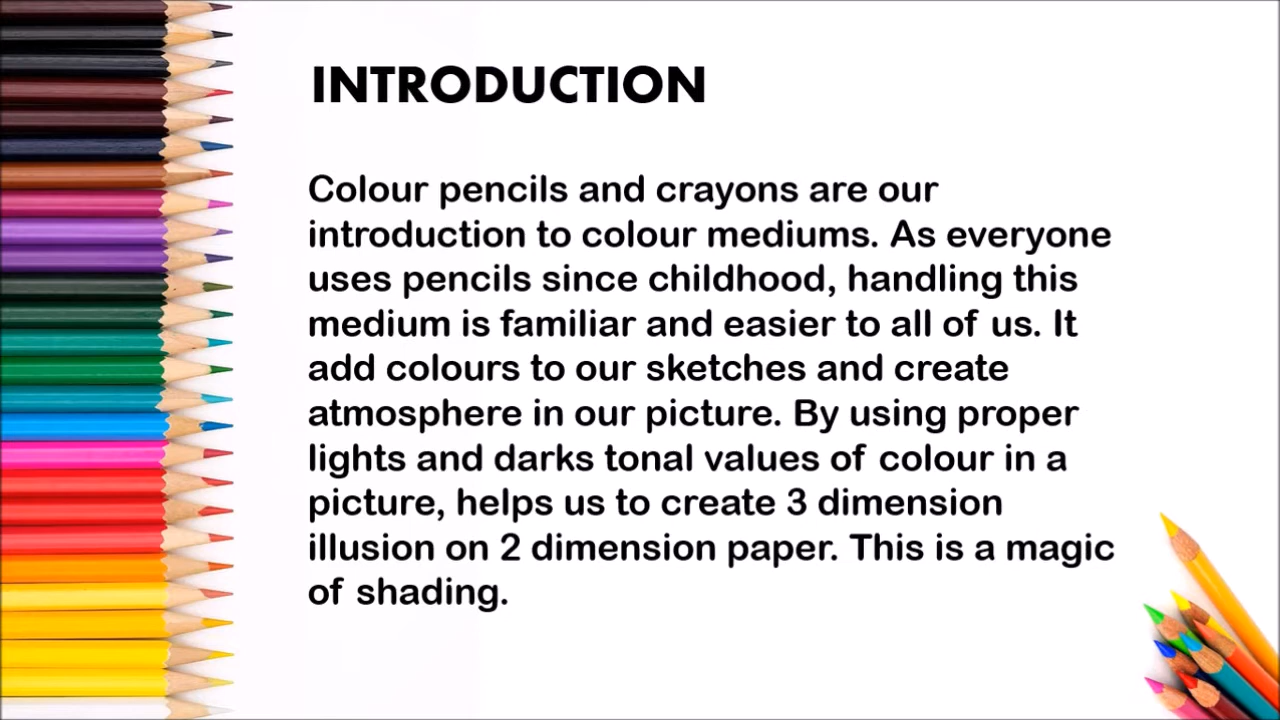 INTRODUCTION
Colour pencils and crayons are our
introduction to colour mediums. As everyone
uses pencils since childhood, handling this
medium is familiar and easier to all of us. It
add colours to our sketches and create
atmosphere in our picture. By using proper
lights and darks tonal values of colour in a
picture, helps us to create 3 dimension
illusion on 2 dimension paper. This is a magic
of shading.